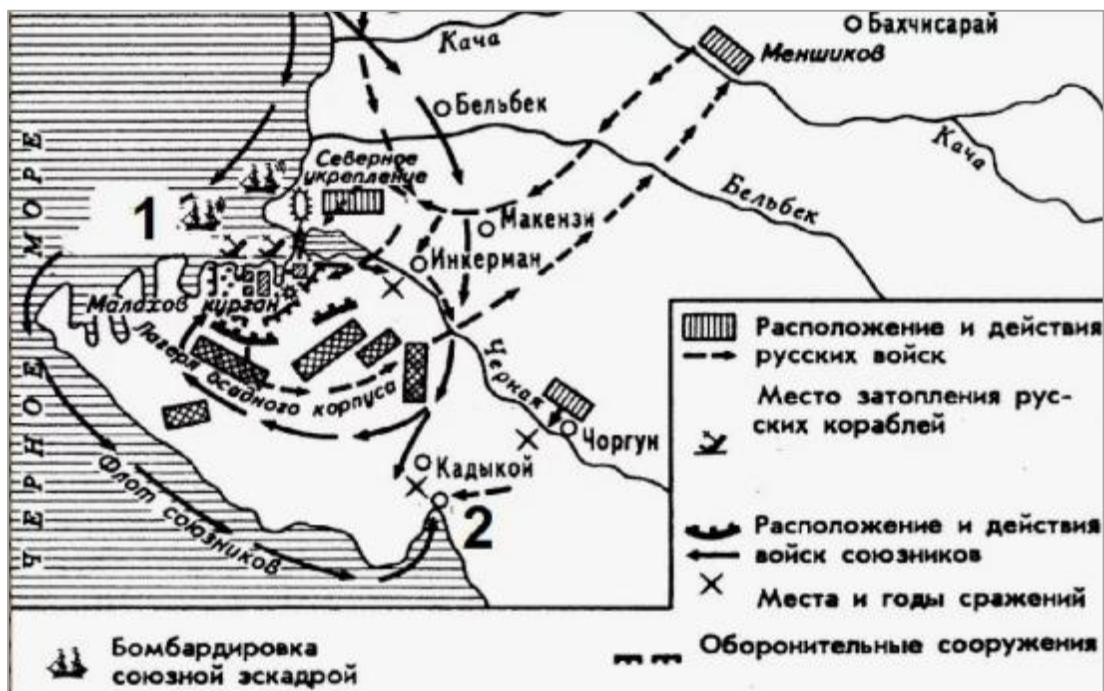 Бахчисарай
Кача
Меншиков
Бельбек
Кача
Северное
укрепление
Бельбек
1
Макензи
Инкерман
ЧЕРНОЕ МОРЕ
Малахов курган
Лагеря осадного корпуса
Черная
Чоргун
Кадыкой
2
Флот союзников
Расположение и действия
русских войск
Место затопления рус-
ских кораблей
Расположение и действия
войск союзников
Места и годы сражений
Оборонительные сооружения
Бомбардировка
союзной эскадрой